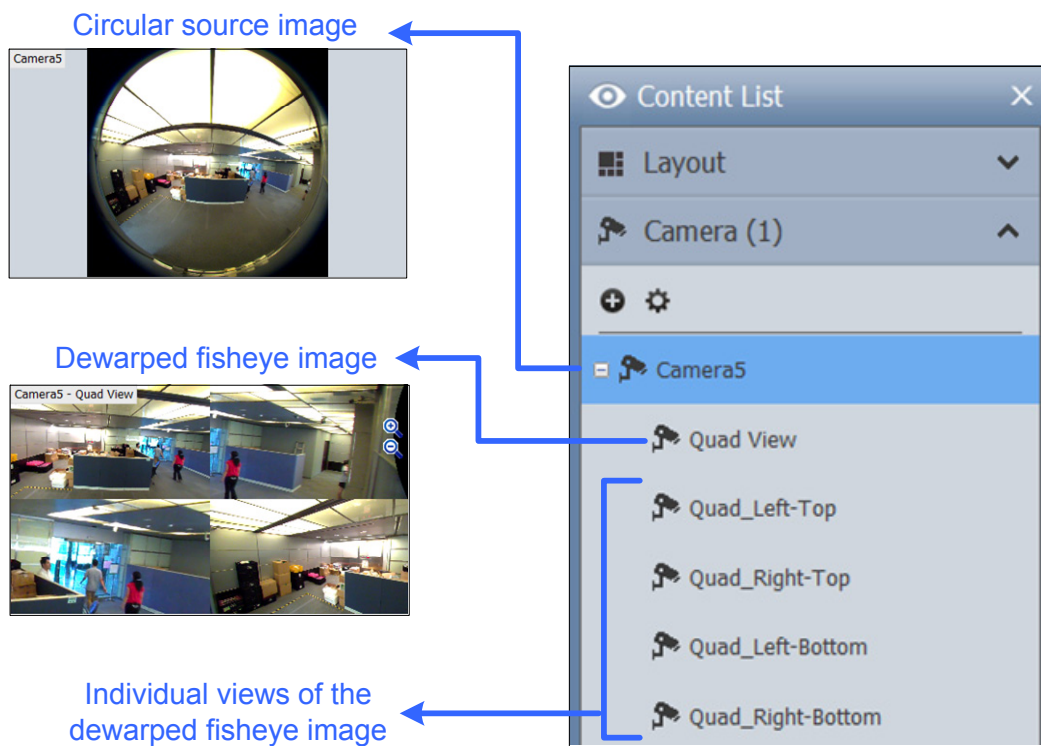 Circular source image
Camera5
Dewarped fisheye image
Camera5 - Quad View
Individual views of the
dewarped fisheye image
Content List
Layout
Camera (1)
Camera5
Quad View
Quad_Left-Top
Quad_Right-Top
Quad_Left-Bottom
Quad_Right-Bottom